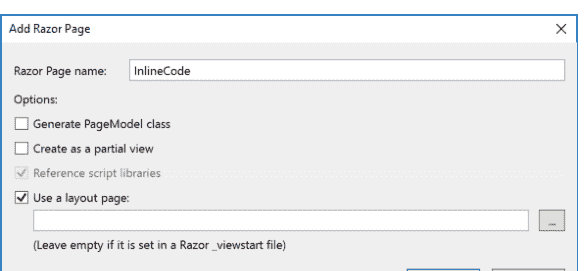 Add Razor Page
Razor Page name: InlineCode
Options:
Generate PageModel class
Create as a partial view
Reference script libraries
Use a layout page:
...
(Leave empty if it is set in a Razor _viewstart file)